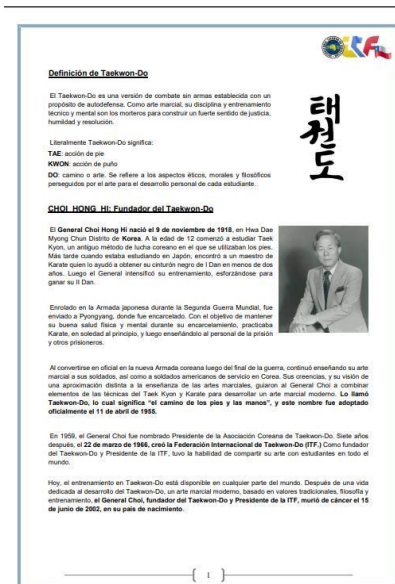 Definición de Taekwon-Do
El Taekwon-Do es una versión de combate sin armas establecida con un
propósito de autodefensa. Como arte marcial, su disciplina y entrenamiento
técnico y mental son los morteros para construir un fuerte sentido de justicia,
humildad y resolución.
Literalmente Taekwon-Do significa:
TAE: acción de pie
KWON: acción de puño
DO: camino o arte. Se refiere a los aspectos éticos, morales y filosóficos
perseguidos por el arte para el desarrollo personal de cada estudiante.
태권도
CHOI HONG HI: Fundador del Taekwon-Do
El General Choi Hong Hi nació el 9 de noviembre de 1918, en Hwa Dae
Myong Chun Distrito de Korea. A la edad de 12 comenzó a estudiar Taek
Kyon, un antiguo método de lucha coreano en el que se utilizaban los pies.
Más tarde cuando estaba estudiando en Japón, encontró a un maestro de
Karate quien lo ayudó a obtener su cinturón negro de I Dan en menos de dos
años. Luego el General intensificó su entrenamiento, esforzándose para
ganar su II Dan.
Enrolado en la Armada japonesa durante la Segunda Guerra Mundial, fue
enviado a Pyongyang, donde fue encarcelado. Con el objetivo de mantener
su buena salud física y mental durante su encarcelamiento, practicaba
Karate, en soledad al principio, y luego enseñándolo al personal de la prisión
y otros prisioneros.
Al convertirse en oficial en la nueva Armada coreana luego del final de la guerra, continuó enseñando su arte
marcial a sus soldados, así como a soldados americanos de servicio en Corea. Sus creencias, y su visión de
una aproximación distinta a la enseñanza de las artes marciales, guiaron al General Choi a combinar
elementos de las técnicas del Taek Kyon y Karate para desarrollar un arte marcial moderno. Lo llamó
Taekwon-Do, lo cual significa “el camino de los pies y las manos”, y este nombre fue adoptado
oficialmente el 11 de abril de 1955.
En 1959, el General Choi fue nombrado Presidente de la Asociación Coreana de Taekwon-Do. Siete años
después, el 22 de marzo de 1966, creó la Federación Internacional de Taekwon-Do (ITF.) Como fundador
del Taekwon-Do y Presidente de la ITF, tuvo la habilidad de compartir su arte con estudiantes en todo el
mundo.
Hoy, el entrenamiento en Taekwon-Do está disponible en cualquier parte del mundo. Después de una vida
dedicada al desarrollo del Taekwon-Do, un arte marcial moderno, basado en valores tradicionales, filosofía y
entrenamiento, el General Choi, fundador del Taekwon-Do y Presidente de la ITF, murió de cáncer el 15
de junio de 2002, en su país de nacimiento.
1